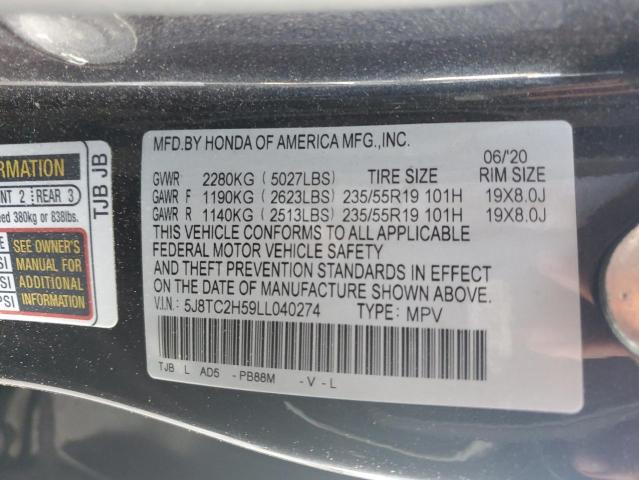 MFD.BY HONDA OF AMERICA MFG.,INC.
06/'20
GVWR 2280KG (5027LBS) TIRE SIZE RIM SIZE
GAWR F 1190KG (2623LBS) 235/55R19 101H 19X8.0J
GAWR R 1140KG (2513LBS) 235/55R19 101H 19X8.0J
THIS VEHICLE CONFORMS TO ALL APPLICABLE
FEDERAL MOTOR VEHICLE SAFETY
AND THEFT PREVENTION STANDARDS IN EFFECT
ON THE DATE OF MANUFACTURE SHOWN ABOVE.
V.I.N: 5J8TC2H59LL040274 TYPE: MPV
TJB L AD5 -PB88M -V-L
TJB JB
2 REAR 3
380kg or 838lbs.
SEE OWNER'S
MANUAL FOR
ADDITIONAL
INFORMATION